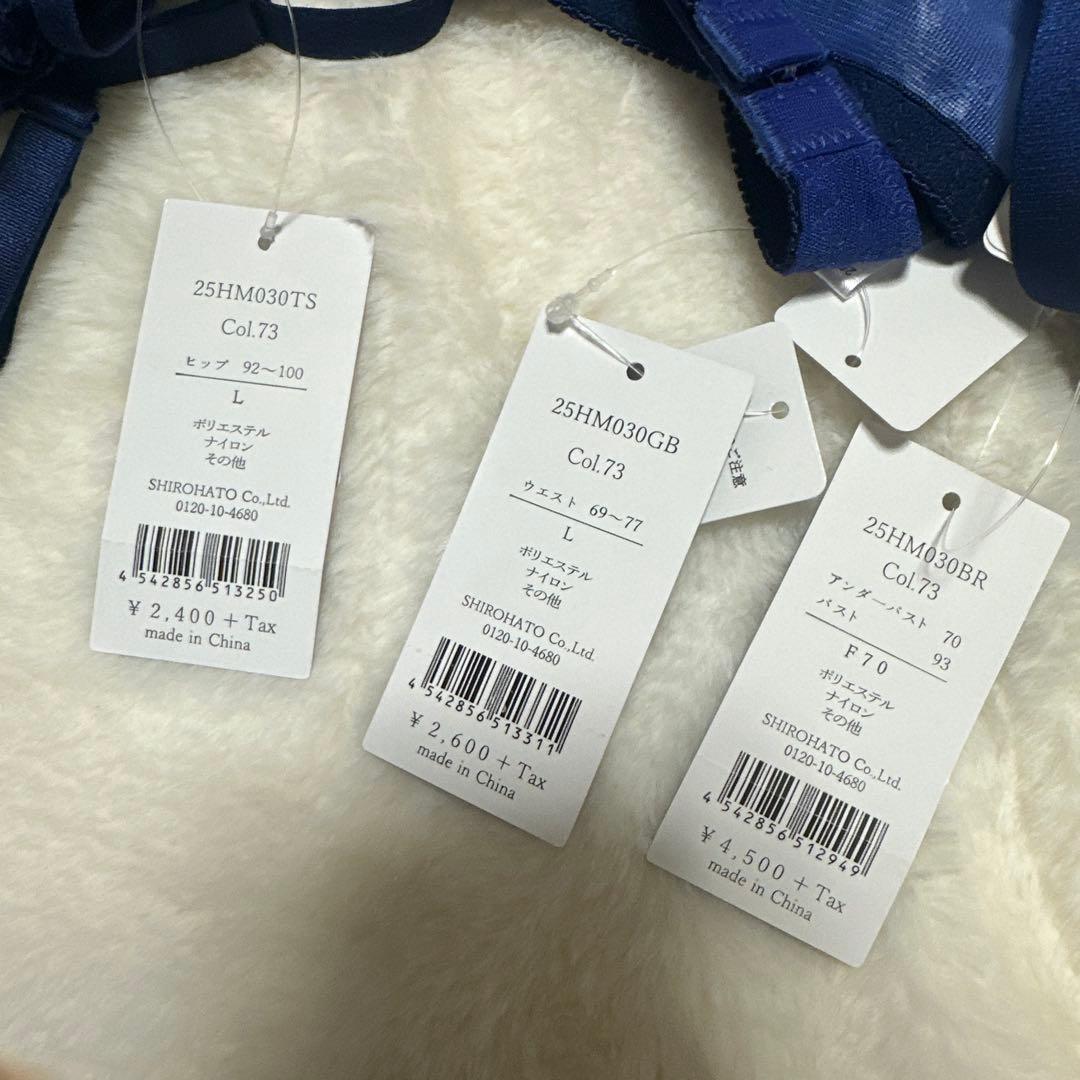 25HM030TS
Col.73
ヒップ 92～100
L
ポリエステル
ナイロン
その他
SHIROHATO Co.,Ltd.
0120-10-4680
4 542856 513250
¥ 2,400 + Tax
made in China
25HM030GB
Col.73
ウエスト 69～77
L
ポリエステル
ナイロン
その他
SHIROHATO Co.,Ltd.
0120-10-4680
4 542856 513311
¥ 2,600 + Tax
made in China
ご注意
25HM030BR
Col.73
アンダーバスト 70
バスト 93
F70
ポリエステル
ナイロン
その他
SHIROHATO Co.,Ltd.
0120-10-4680
4 542856 512949
¥ 4,500 + Tax
made in China